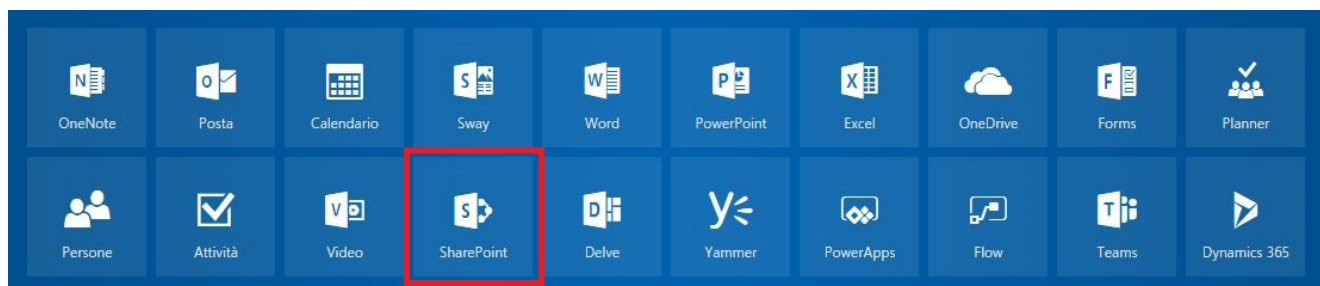 OneNote
Posta
Calendario
Sway
Word
PowerPoint
Excel
OneDrive
Forms
Planner
Persone
Attività
Video
SharePoint
Delve
Yammer
PowerApps
Flow
Teams
Dynamics 365